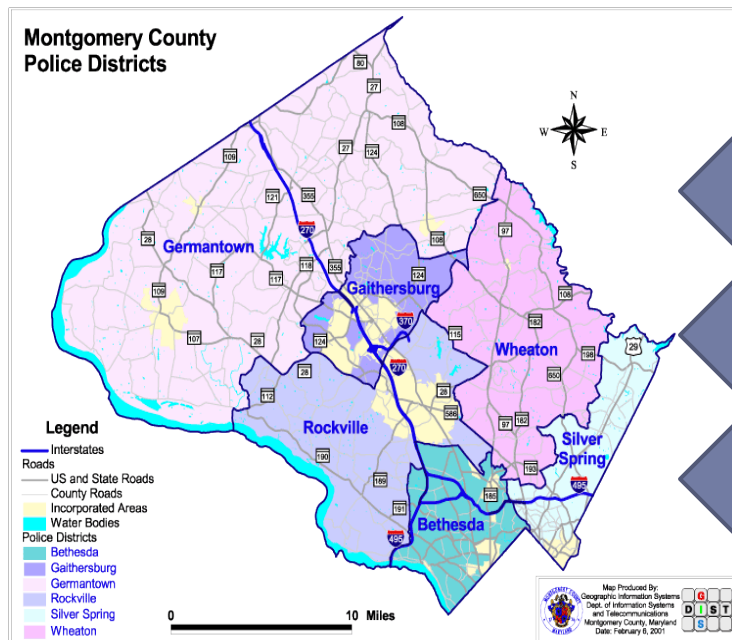 Montgomery County
Police Districts
N
W E
S
80
27
108
27
124
109
121
355
650
97
28
270
Germantown
108
118
355
124
117
117
Gaithersburg
109
108
370
182
107
28
124
115
Wheaton
29
198
270
28
650
112
28
586
97
182
Rockville
Silver
Spring
190
193
189
185
495
191
Bethesda
495
Legend
Interstates
Roads
US and State Roads
County Roads
Incorporated Areas
Water Bodies
Police Districts
Bethesda
Gaithersburg
Germantown
Rockville
Silver Spring
Wheaton
0 10 Miles
MONTGOMERY COUNTY
MARYLAND
Map Produced By:
Geographic Information Systems
Dept. of Information Systems
and Telecommunications
Montgomery County, Maryland
Date: February 6, 2001
G
D I S T
S